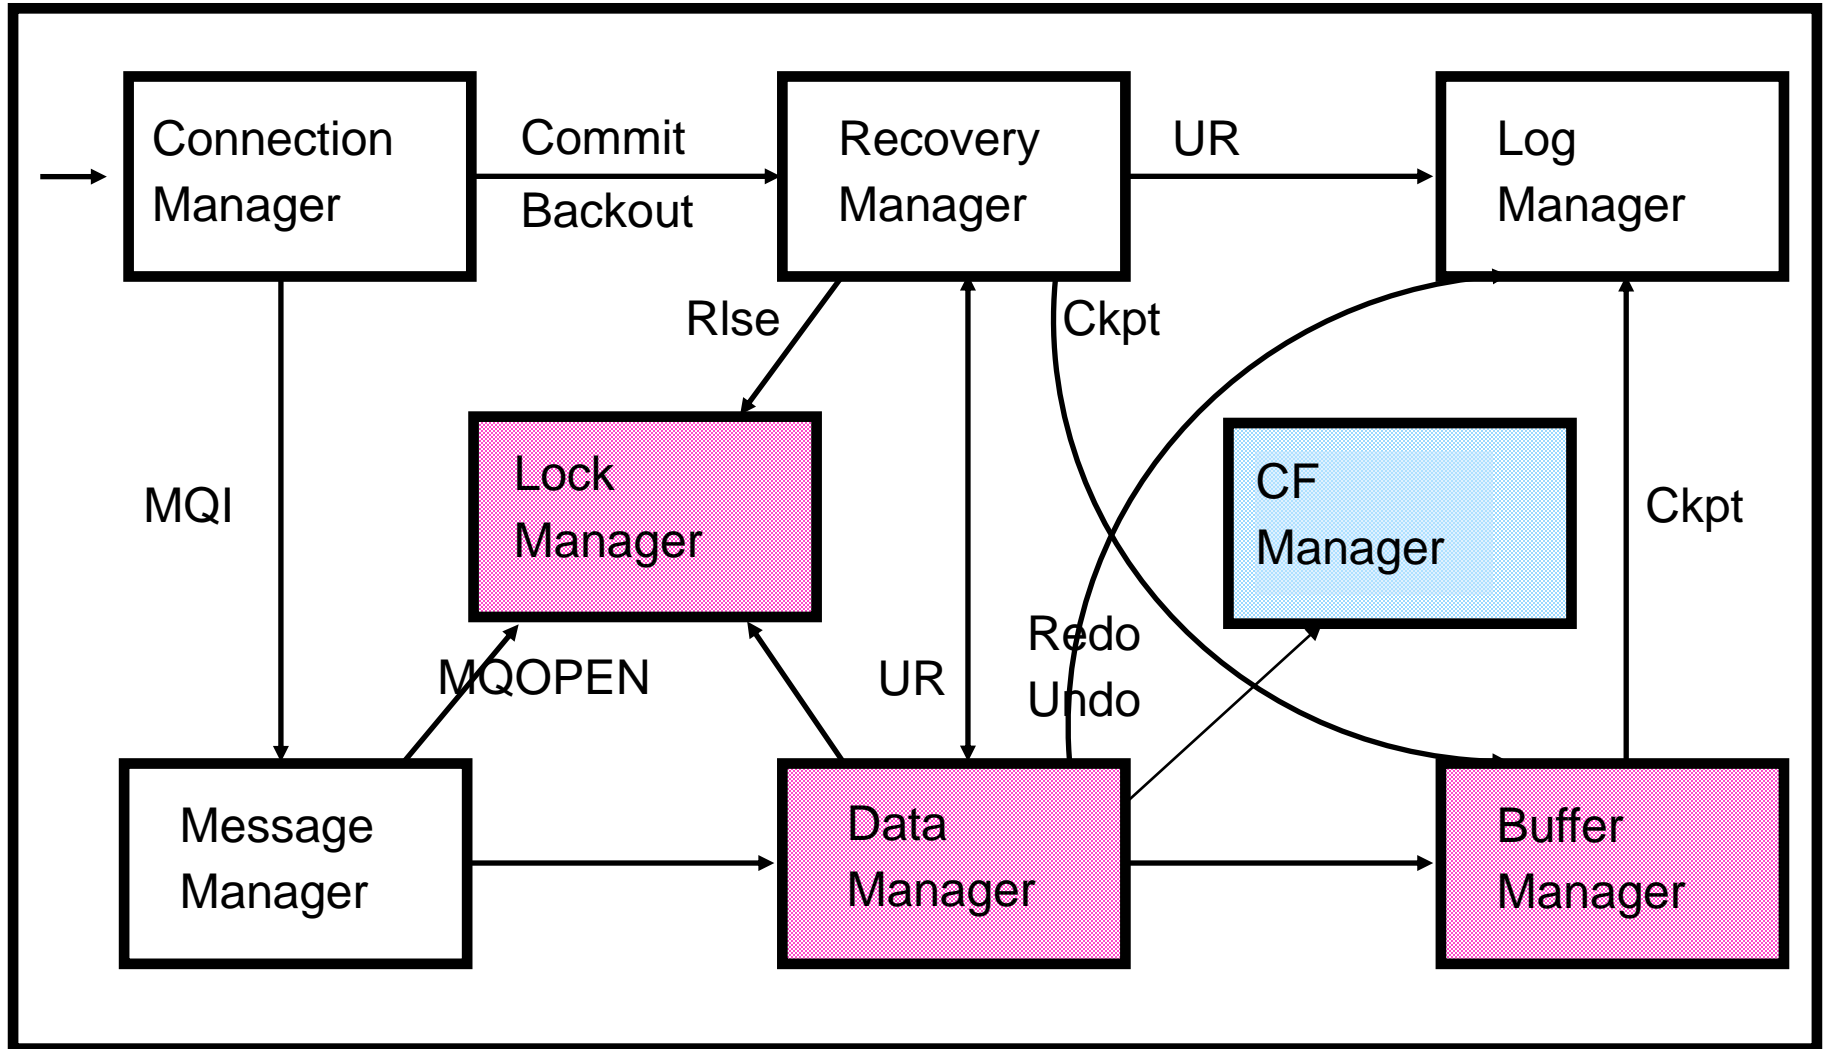 Connection
Manager
Commit
Backout
Recovery
Manager
UR
Log
Manager
Rlse
Ckpt
MQI
Lock
Manager
CF
Manager
Ckpt
MQOPEN
UR
Redo
Undo
Message
Manager
Data
Manager
Buffer
Manager